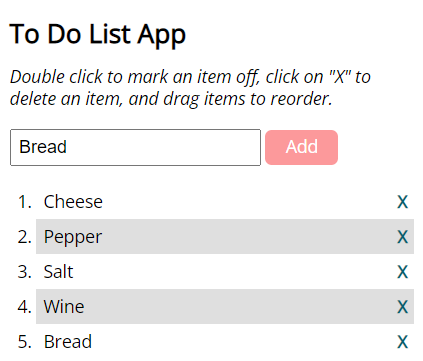 To Do List App
Double click to mark an item off, click on "X" to
delete an item, and drag items to reorder.
Bread Add
1. Cheese X
2. Pepper X
3. Salt X
4. Wine X
5. Bread X